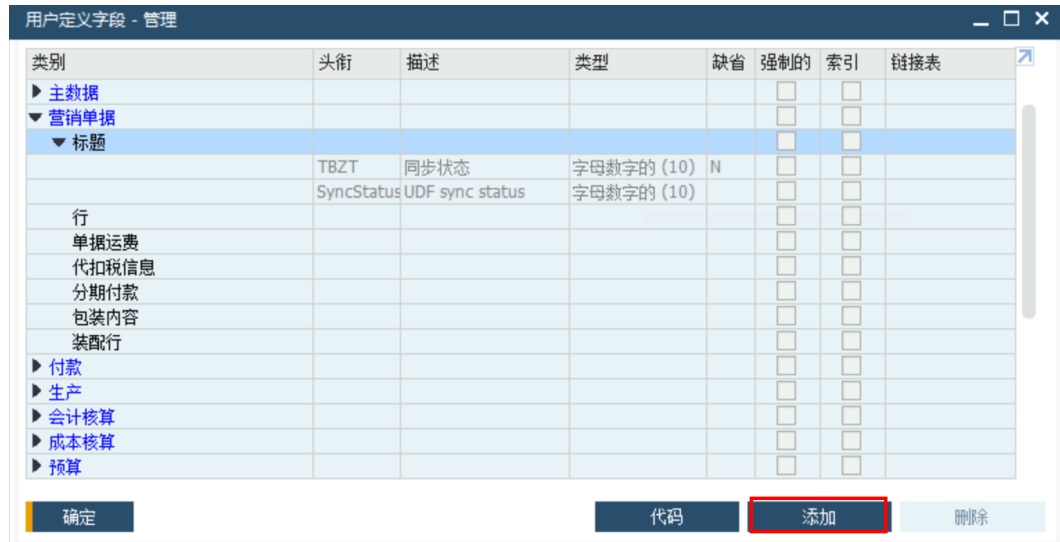 用户定义字段 - 管理
类别 头衔 描述 类型 缺省 强制的 索引 链接表
主数据
营销单据
标题
TBZT 同步状态 字母数字的 (10) N
SyncStatus UDF sync status 字母数字的 (10)
行
单据运费
代扣税信息
分期付款
包装内容
装配行
付款
生产
会计核算
成本核算
预算
确定 代码 添加 删除